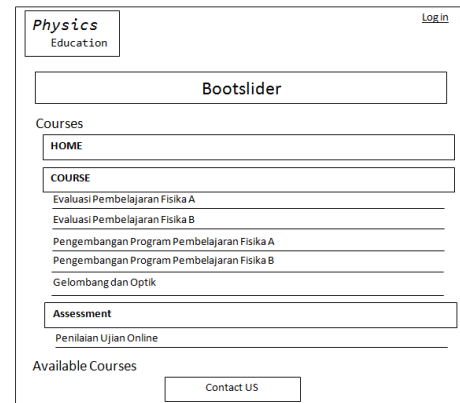 Physics
Education
Log in
Bootslider
Courses
HOME
COURSE
Evaluasi Pembelajaran Fisika A
Evaluasi Pembelajaran Fisika B
Pengembangan Program Pembelajaran Fisika A
Pengembangan Program Pembelajaran Fisika B
Gelombang dan Optik
Assessment
Penilaian Ujian Online
Available Courses
Contact US